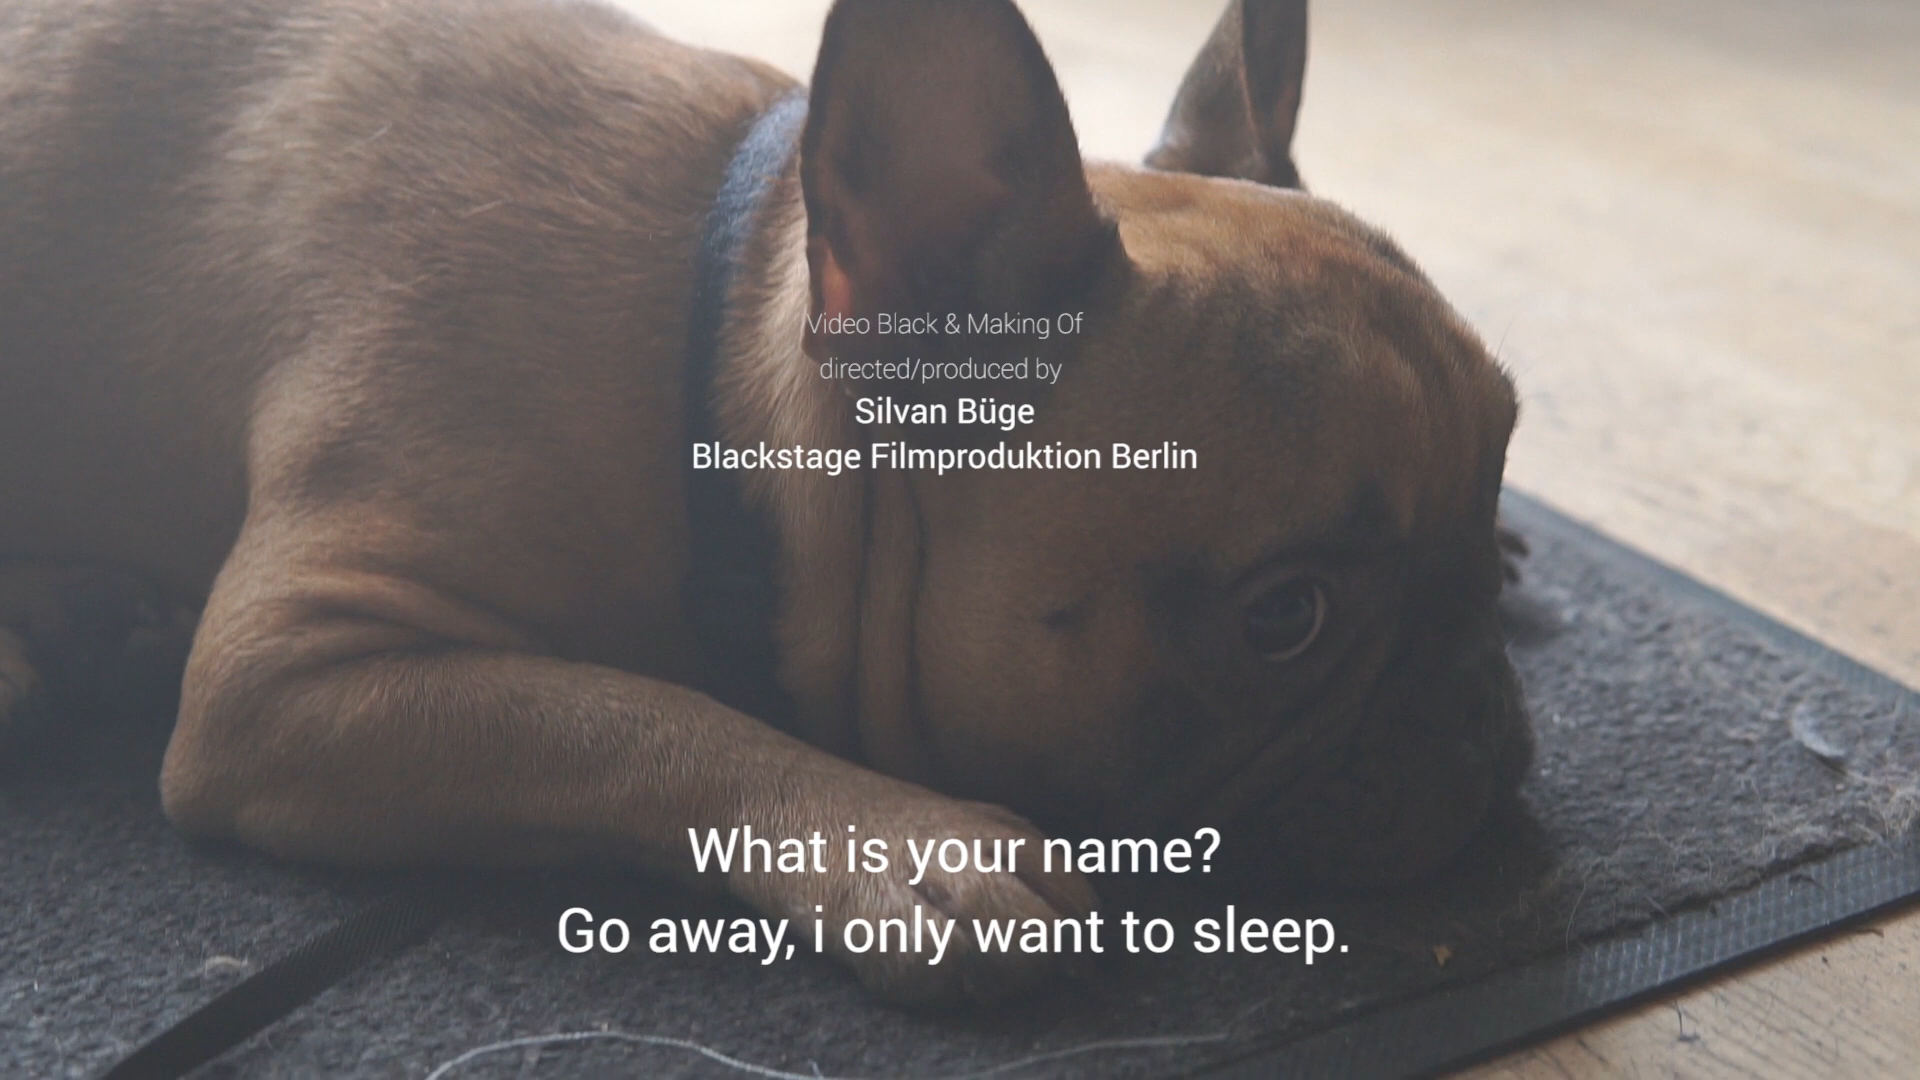 Video Black & Making Of
directed/produced by
Silvan Büge
Blackstage Filmproduktion Berlin
What is your name?
Go away, i only want to sleep.